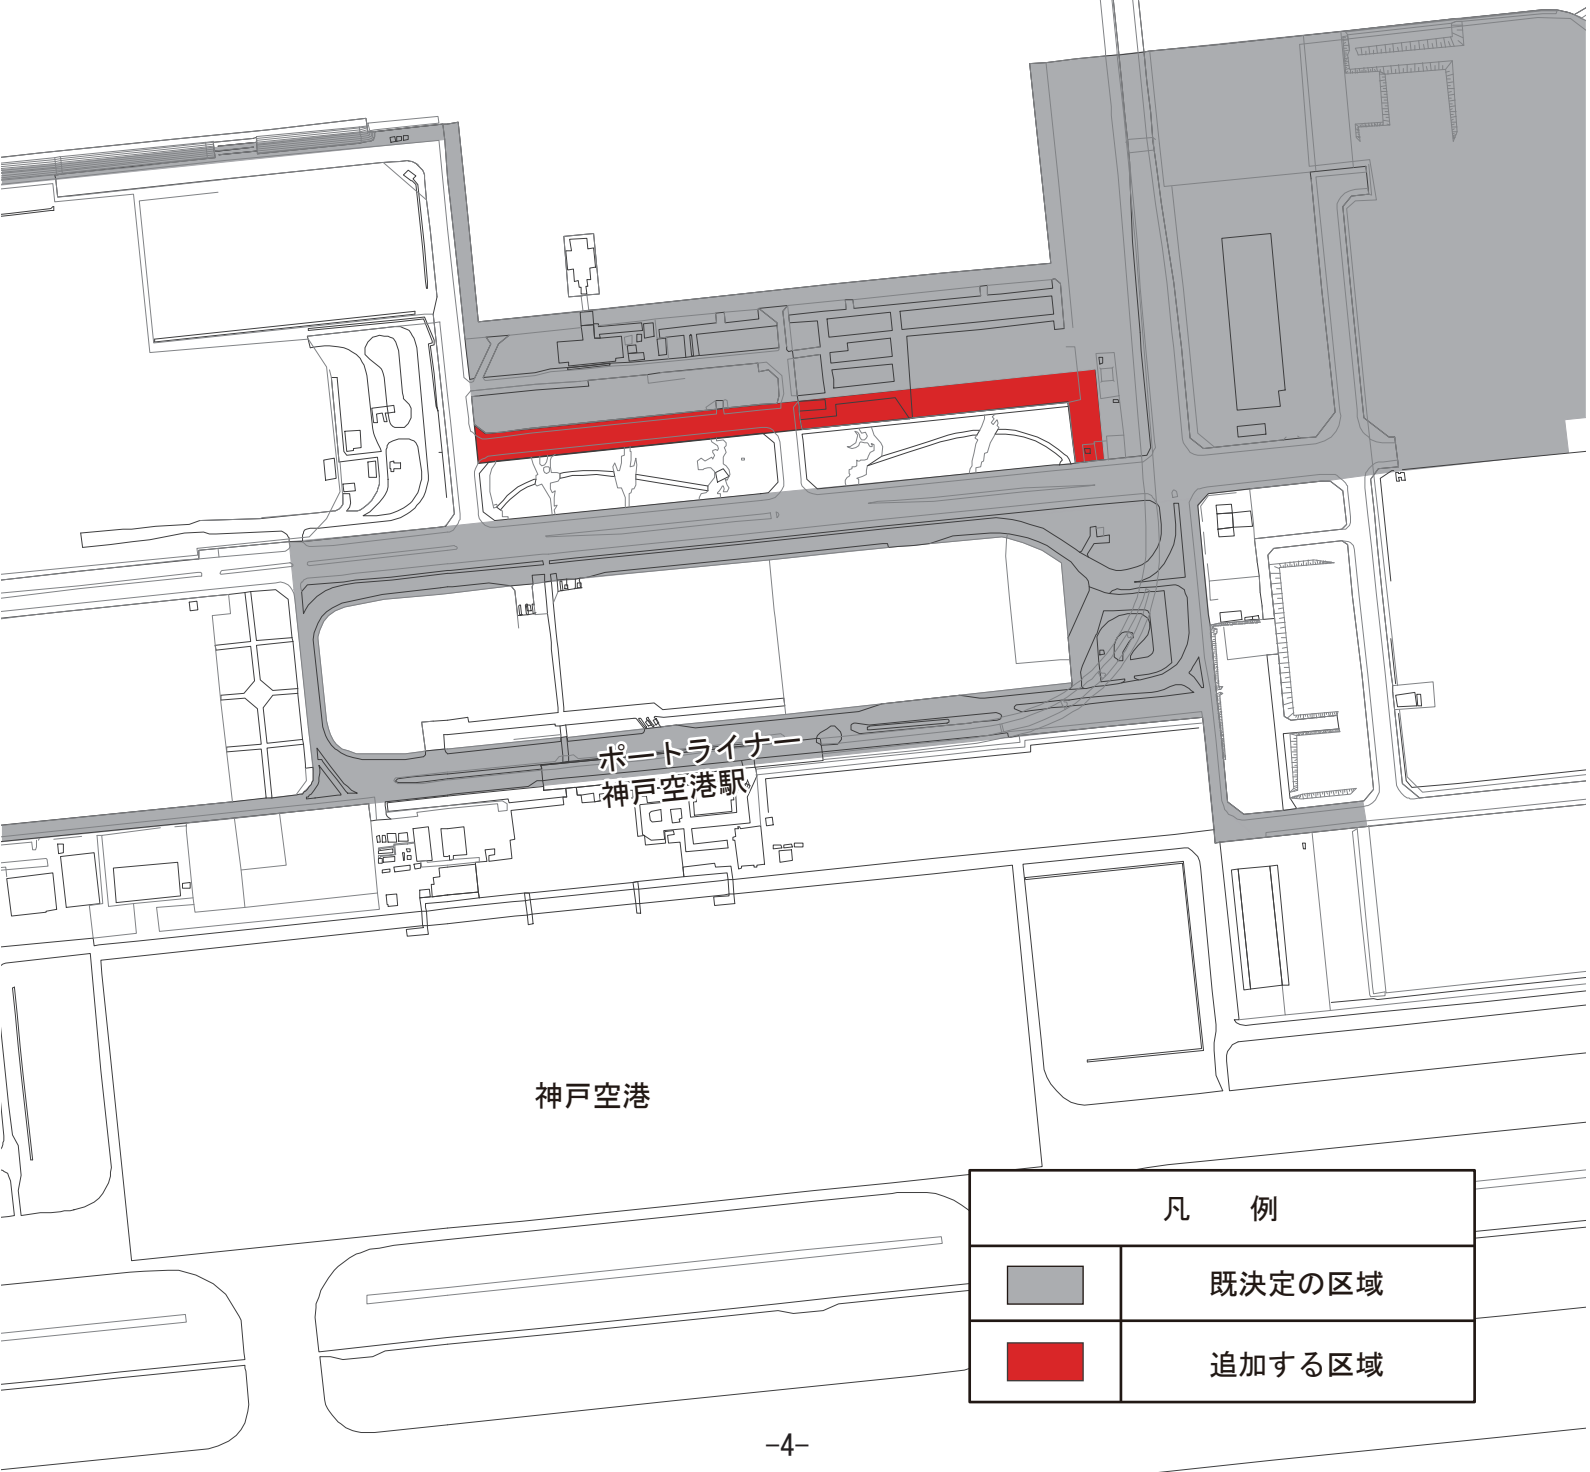 ポートライナー
神戸空港駅
神戸空港
凡　例
既決定の区域
追加する区域
-4-